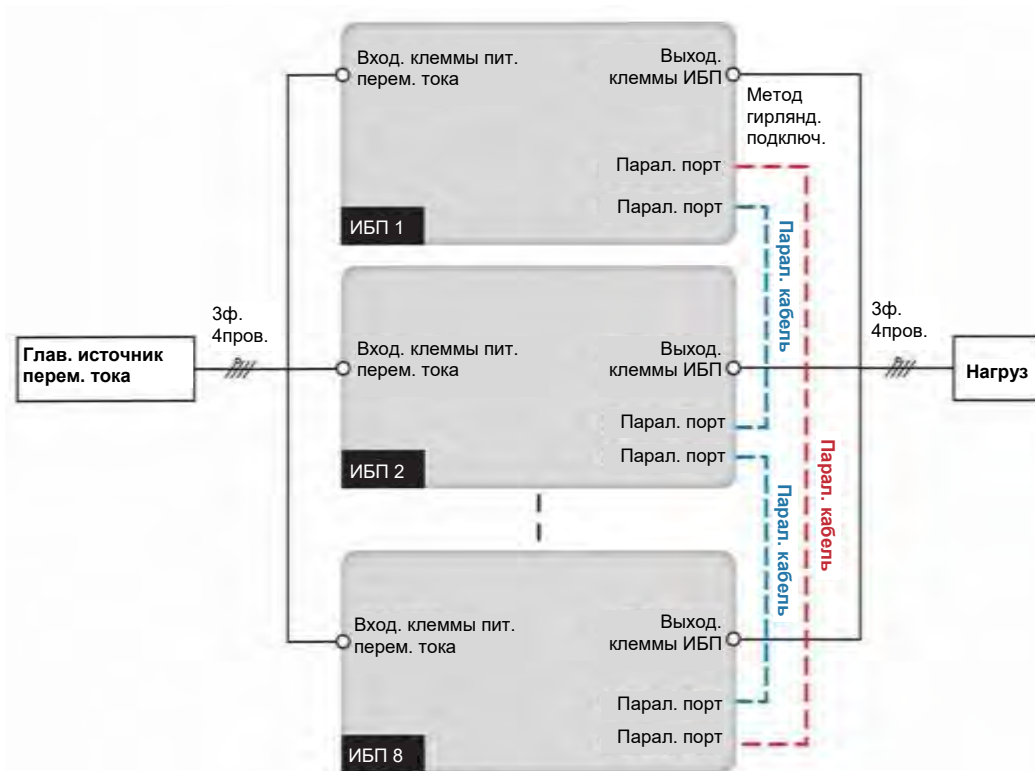 Вход. клеммы пит.
перем. тока
Выход.
клеммы ИБП
Метод
гирлянд.
подключ.
Парал. порт
Парал. порт
ИБП 1
Парал. кабель
3ф.
4пров.
Глав. источник
перем. тока
Вход. клеммы пит.
перем. тока
Выход.
клеммы ИБП
3ф.
4пров.
Нагруз
Парал. порт
Парал. порт
ИБП 2
Парал. кабель
Парал. кабель
Вход. клеммы пит.
перем. тока
Выход.
клеммы ИБП
Парал. порт
Парал. порт
ИБП 8